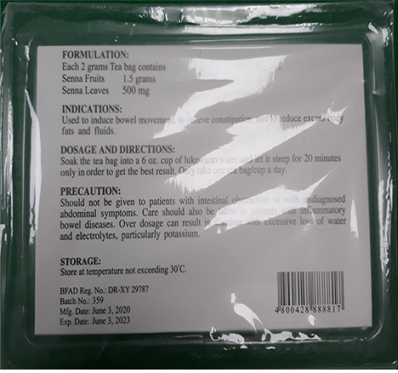 FORMULATION:
Each 2 grams Tea bag contains
Senna Fruits 1.5 grams
Senna Leaves 500 mg
INDICATIONS:
Used to induce bowel movement, to relieve constipation, and to reduce excess body
fats and fluids.
DOSAGE AND DIRECTIONS:
Soak the tea bag into a 6 oz. cup of lukewarm water and let it steep for 20 minutes
only in order to get the best result. Only take one tea bag/cup a day.
PRECAUTION:
Should not be given to patients with intestinal obstruction or with undiagnosed
abdominal symptoms. Care should also be taken in patients with inflammatory
bowel diseases. Over dosage can result in with excessive loss of water
and electrolytes, particularly potassium.
STORAGE:
Store at temperature not exceeding 30°C.
BFAD Reg. No.: DR-XY 29787
Batch No.: 359
Mfg. Date: June 3, 2020
Exp. Date: June 3, 2023
4800428888817